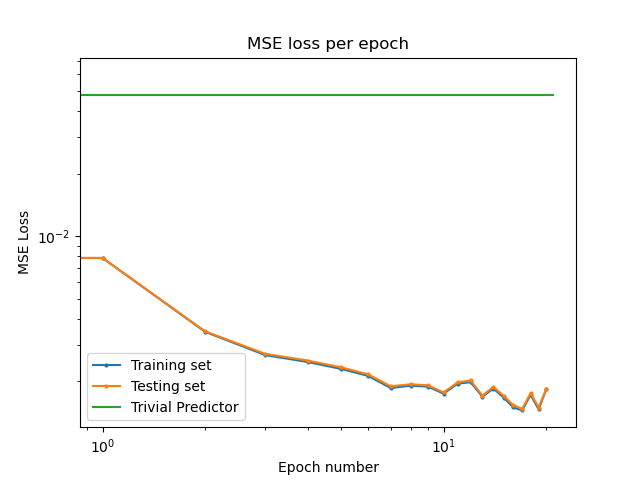 MSE loss per epoch
MSE Loss
10⁻²
Training set
Testing set
Trivial Predictor
10⁰
10¹
Epoch number